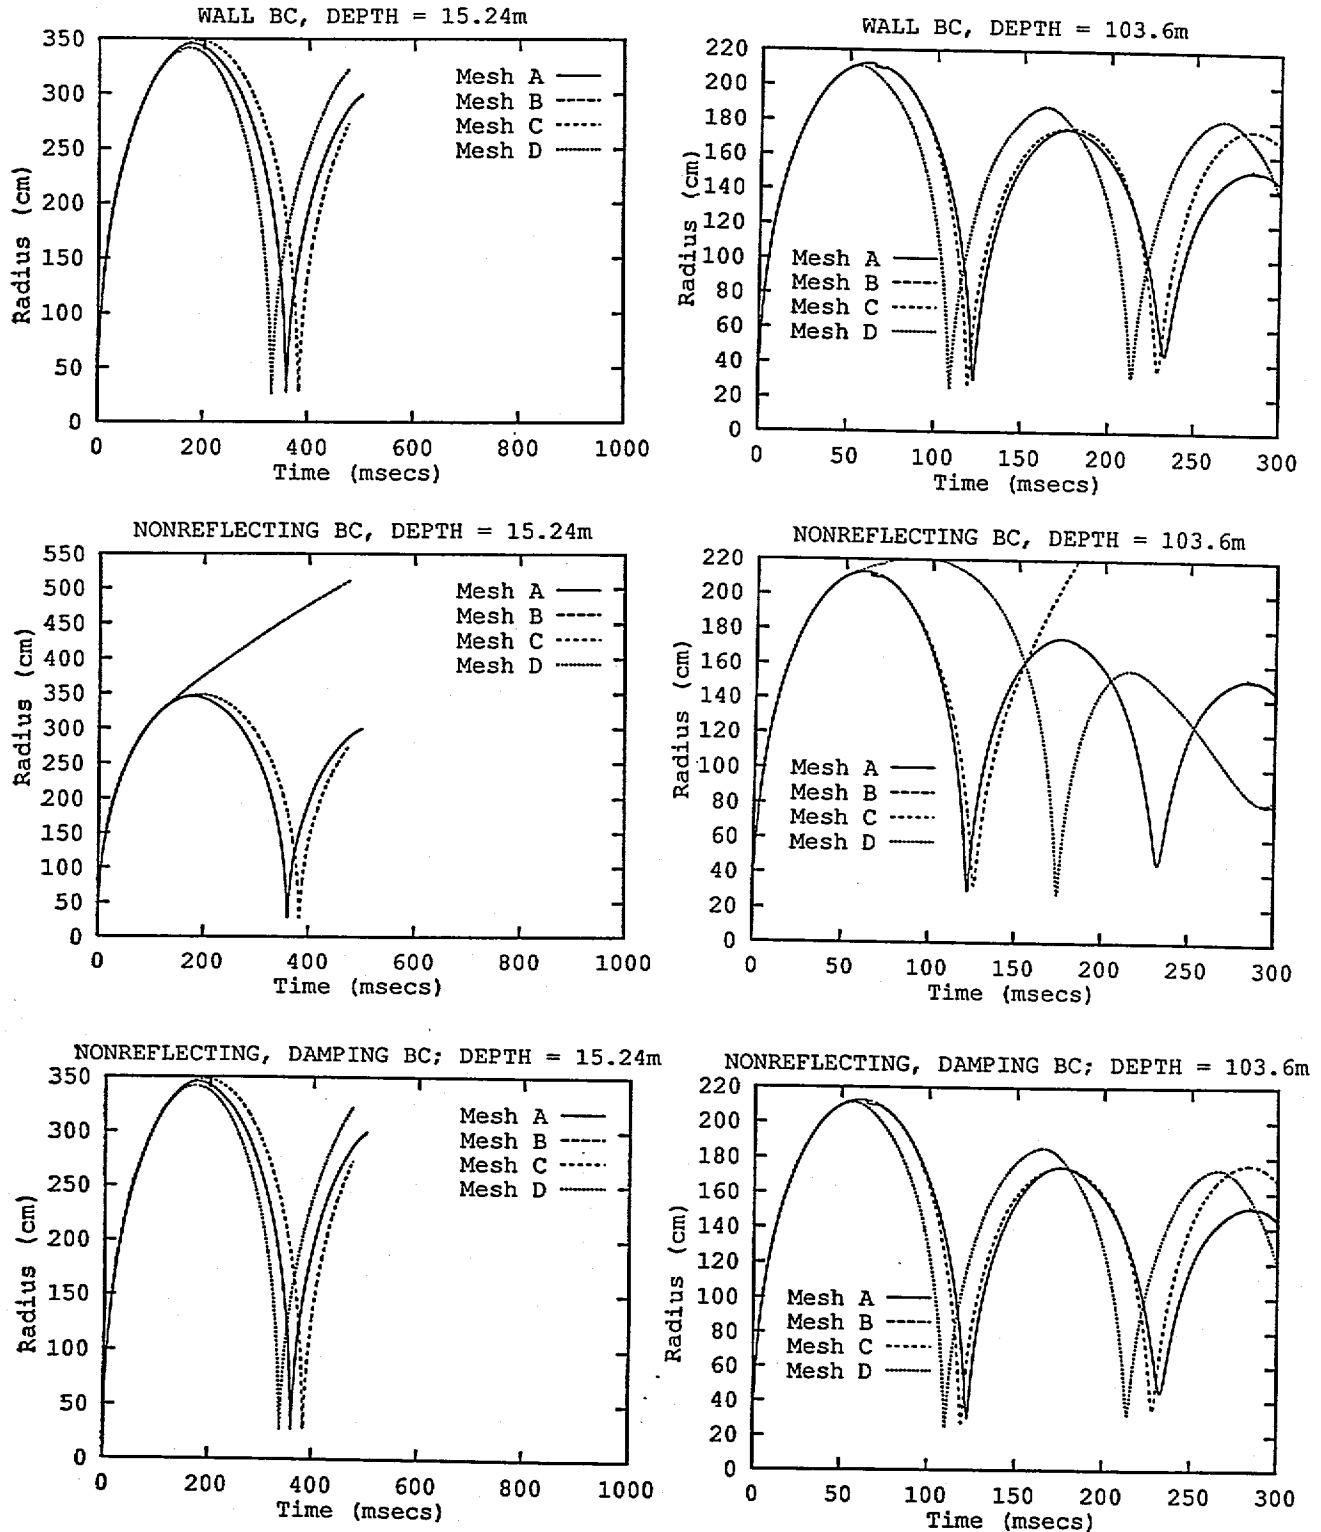 WALL BC, DEPTH = 15.24m
350
300
250
200
150
100
50
0
Radius (cm)
Mesh A
Mesh B
Mesh C
Mesh D
0 200 400 600 800 1000
Time (msecs)
WALL BC, DEPTH = 103.6m
220
200
180
160
140
120
100
80
60
40
20
0
Radius (cm)
Mesh A
Mesh B
Mesh C
Mesh D
0 50 100 150 200 250 300
Time (msecs)
NONREFLECTING BC, DEPTH = 15.24m
550
500
450
400
350
300
250
200
150
100
50
0
Radius (cm)
Mesh A
Mesh B
Mesh C
Mesh D
0 200 400 600 800 1000
Time (msecs)
NONREFLECTING BC, DEPTH = 103.6m
220
200
180
160
140
120
100
80
60
40
20
0
Radius (cm)
Mesh A
Mesh B
Mesh C
Mesh D
0 50 100 150 200 250 300
Time (msecs)
NONREFLECTING, DAMPING BC; DEPTH = 15.24m
350
300
250
200
150
100
50
0
Radius (cm)
Mesh A
Mesh B
Mesh C
Mesh D
0 200 400 600 800 1000
Time (msecs)
NONREFLECTING, DAMPING BC; DEPTH = 103.6m
220
200
180
160
140
120
100
80
60
40
20
0
Radius (cm)
Mesh A
Mesh B
Mesh C
Mesh D
0 50 100 150 200 250 300
Time (msecs)